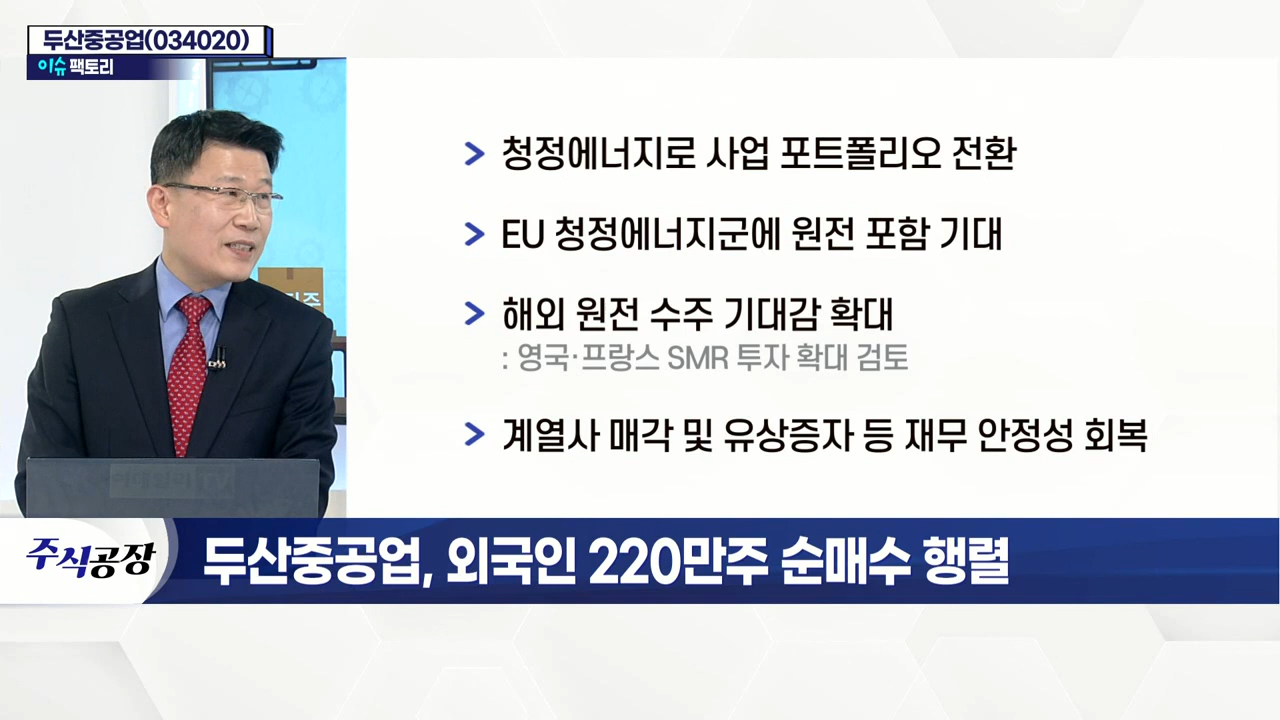 두산중공업(034020)
이슈 팩토리
> 청정에너지로 사업 포트폴리오 전환
> EU 청정에너지군에 원전 포함 기대
> 해외 원전 수주 기대감 확대
: 영국·프랑스 SMR 투자 확대 검토
> 계열사 매각 및 유상증자 등 재무 안정성 회복
이데일리 TV
주식공장
두산중공업, 외국인 220만주 순매수 행렬